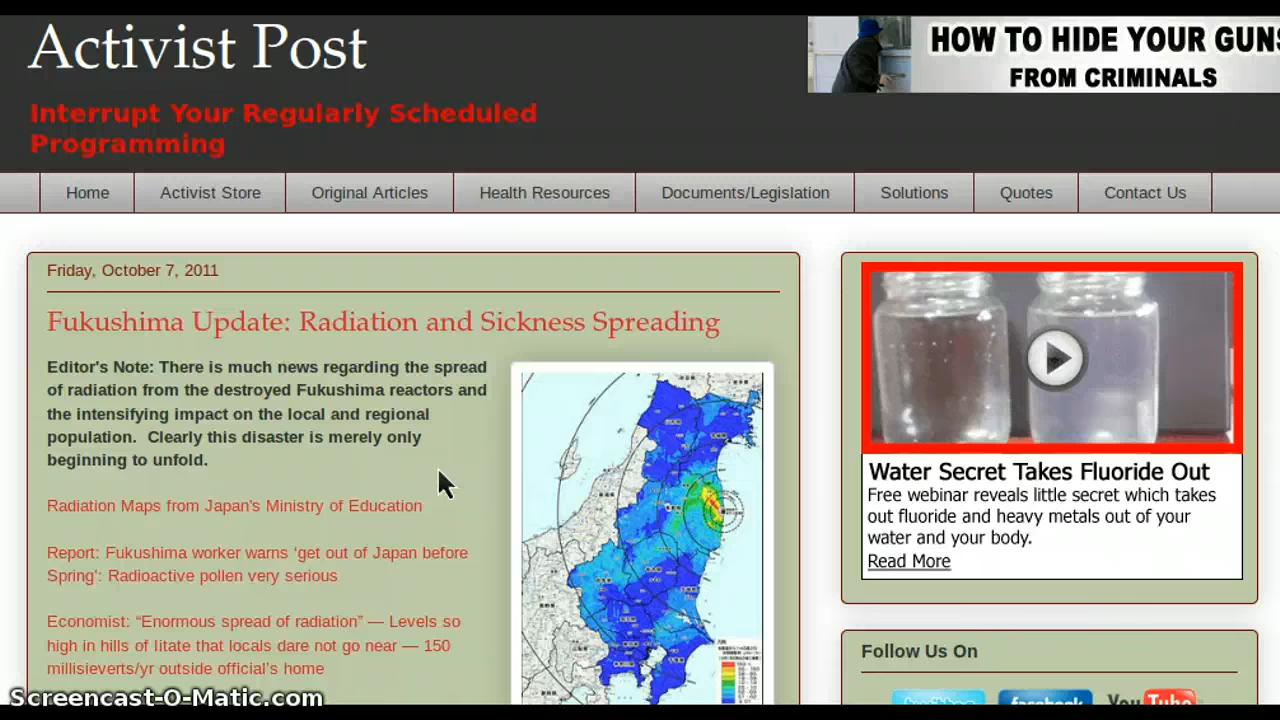 Activist Post
HOW TO HIDE YOUR GUNS
FROM CRIMINALS
Interrupt Your Regularly Scheduled
Programming
Home
Activist Store
Original Articles
Health Resources
Documents/Legislation
Solutions
Quotes
Contact Us
Friday, October 7, 2011
Fukushima Update: Radiation and Sickness Spreading
Editor's Note: There is much news regarding the spread
of radiation from the destroyed Fukushima reactors and
the intensifying impact on the local and regional
population.  Clearly this disaster is merely only
beginning to unfold.
Radiation Maps from Japan's Ministry of Education
Report: Fukushima worker warns ‘get out of Japan before
Spring’: Radioactive pollen very serious
Economist: “Enormous spread of radiation” — Levels so
high in hills of Iitate that locals dare not go near — 150
millisieverts/yr outside official’s home
Water Secret Takes Fluoride Out
Free webinar reveals little secret which takes
out fluoride and heavy metals out of your
water and your body.
Read More
Follow Us On
twitter
facebook
YouTube
Screencast-O-Matic.com